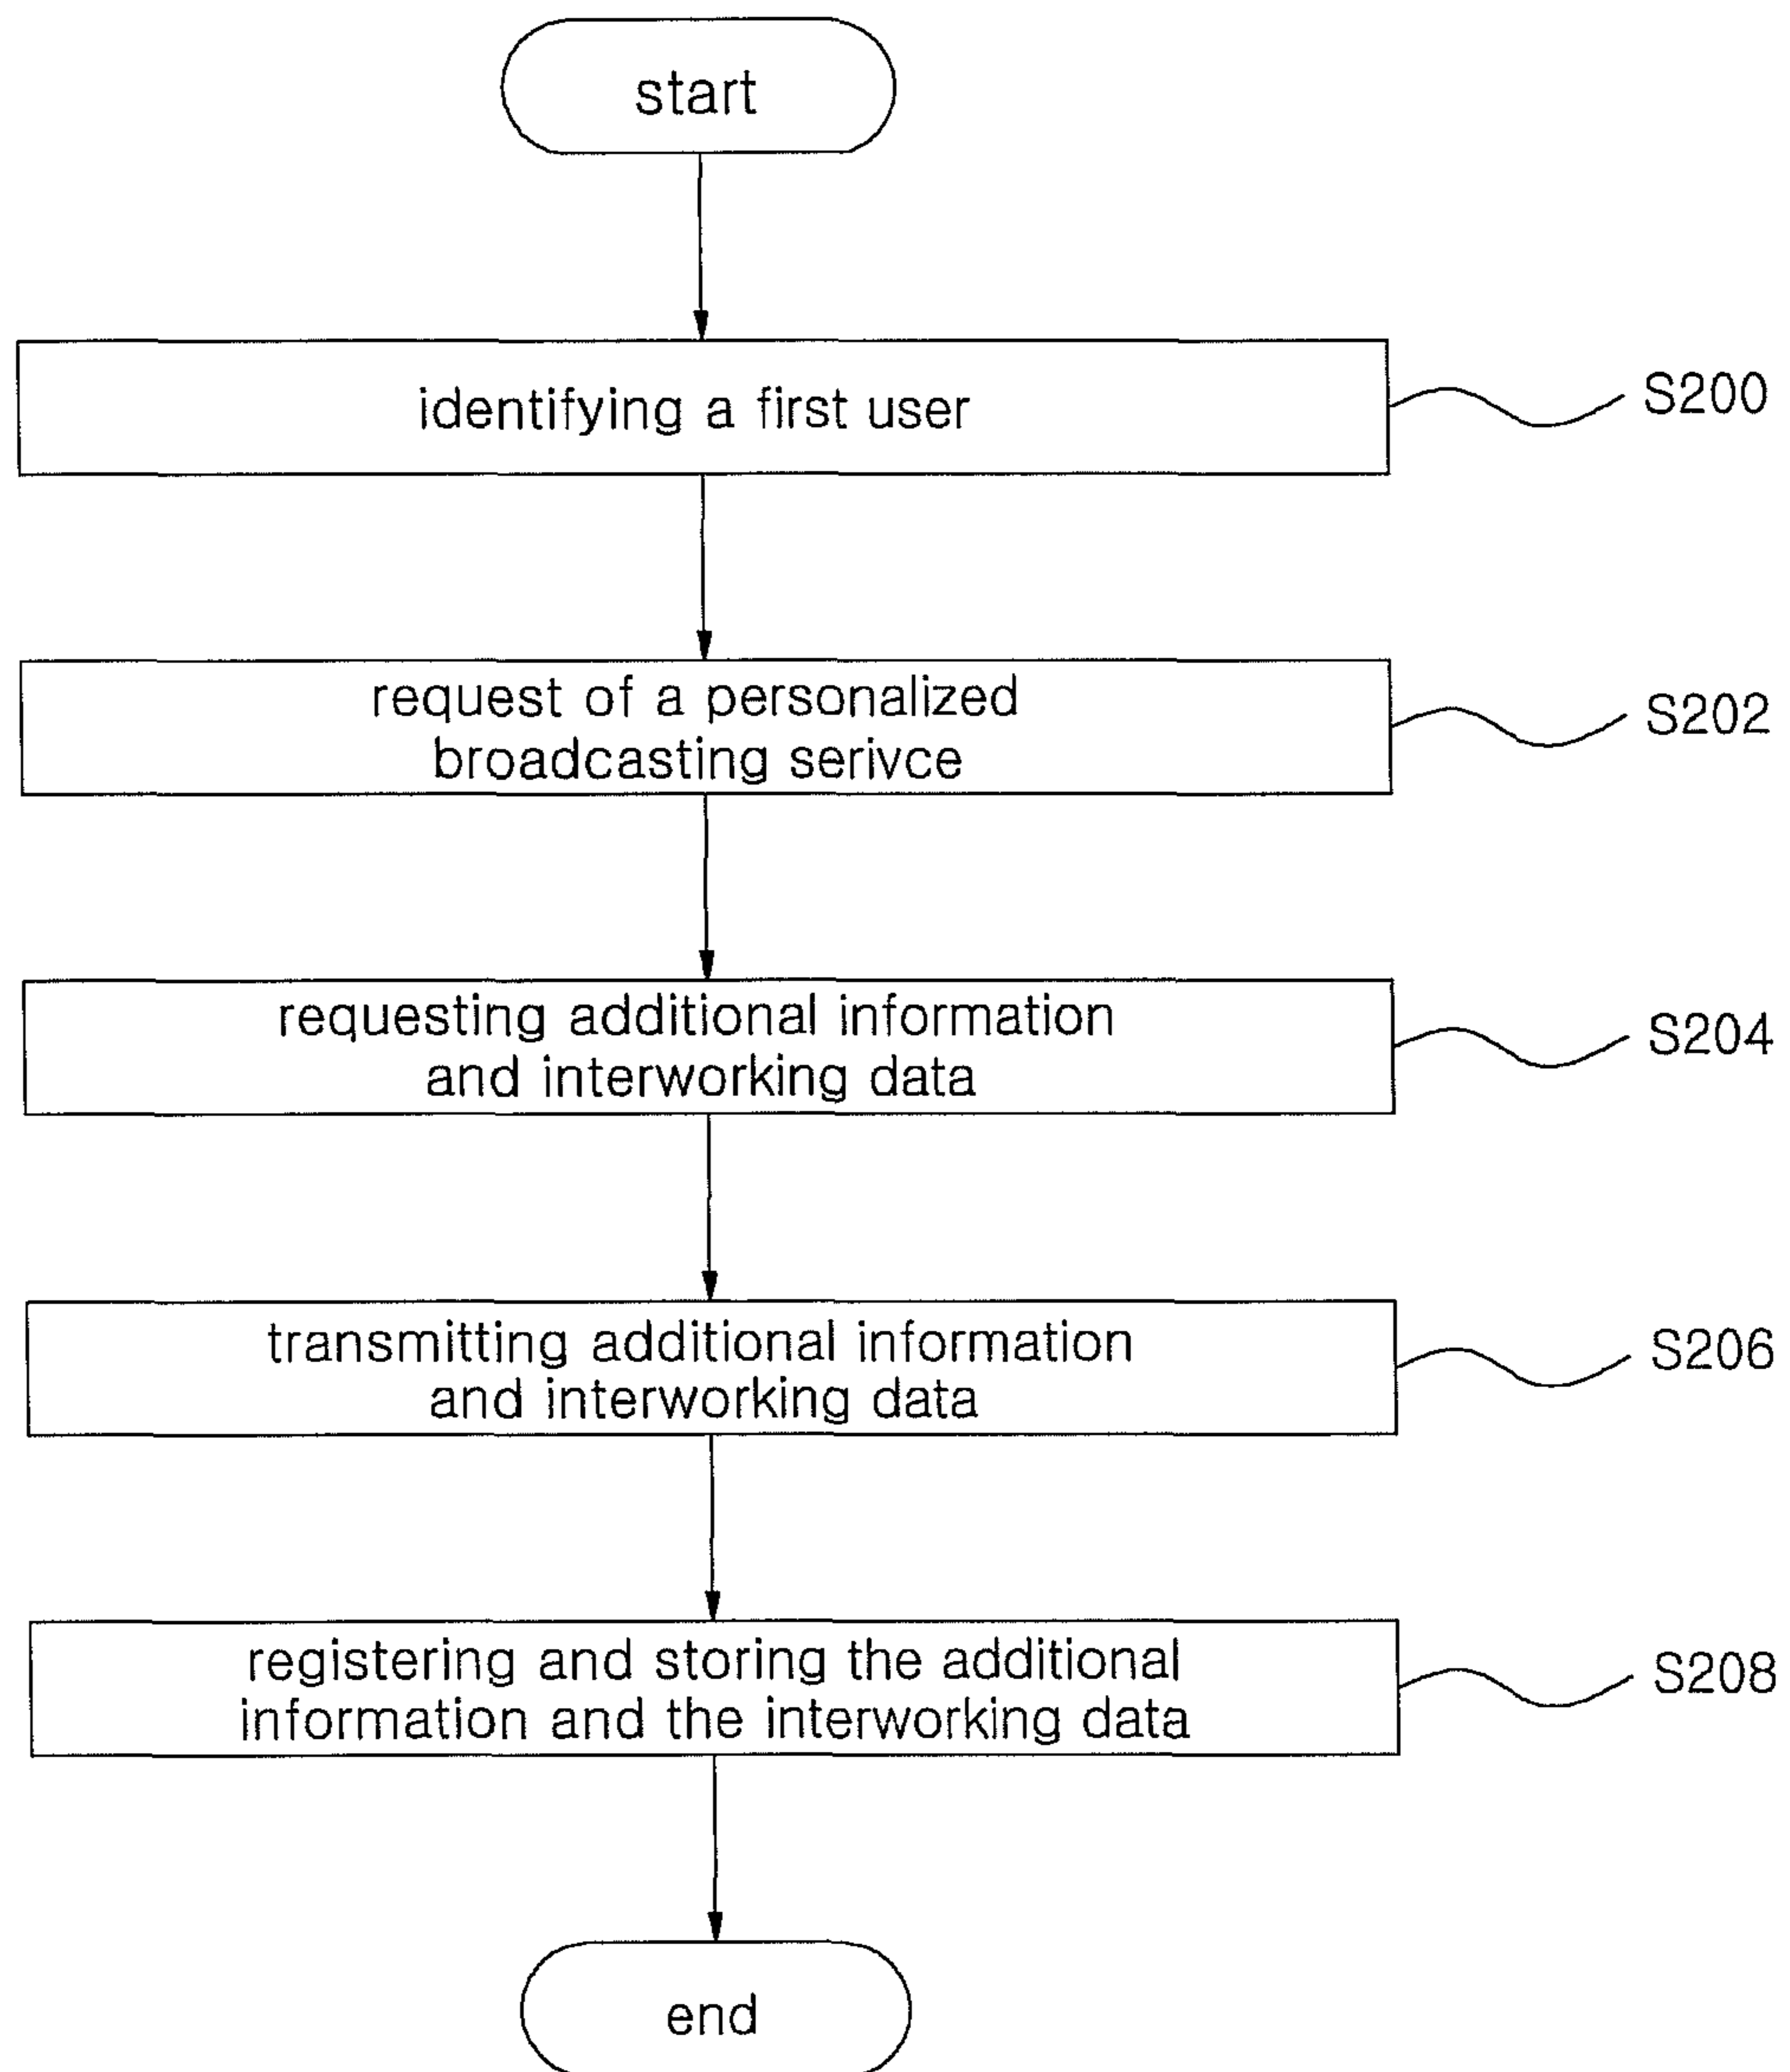 start
identifying a first user
S200
request of a personalized
broadcasting serivce
S202
requesting additional information
and interworking data
S204
transmitting additional information
and interworking data
S206
registering and storing the additional
information and the interworking data
S208
end